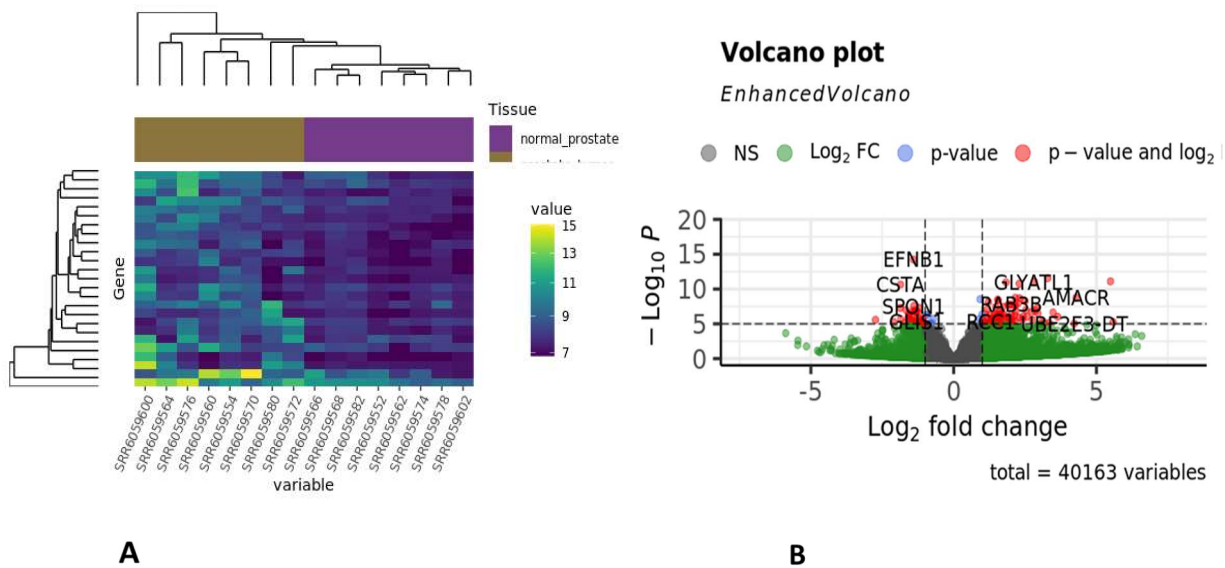 Tissue
normal_prostate
value
15
13
11
9
7
Gene
SRR6059600
SRR6059564
SRR6059576
SRR6059560
SRR6059554
SRR6059570
SRR6059580
SRR6059572
SRR6059566
SRR6059568
SRR6059582
SRR6059552
SRR6059562
SRR6059574
SRR6059578
SRR6059602
variable
A
Volcano plot
EnhancedVolcano
NS Log2 FC p-value p – value and log2
20
15
10
5
0
– Log10 P
EFNB1
CSTA
SPON1
GLIS1
GLYATL1
AMACR
RAB3B
RCC1
UBE2E3-DT
-5 0 5
Log2 fold change
total = 40163 variables
B